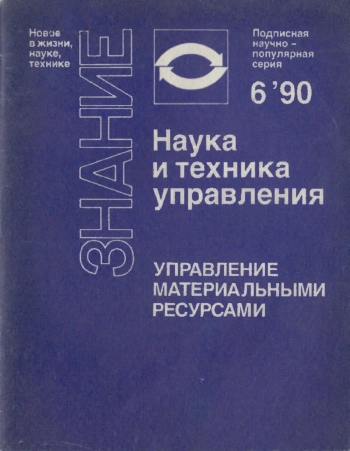 Новое
в жизни,
науке,
технике
ЗНАНИЕ
Подписная
научно –
популярная
серия
6 '90
Наука
и техника
управления
УПРАВЛЕНИЕ
МАТЕРИАЛЬНЫМИ
РЕСУРСАМИ